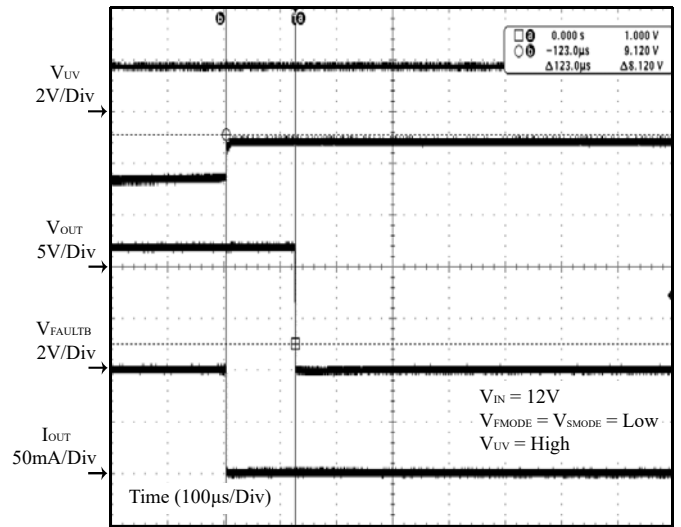 b a
a 0.000 s 1.000 V
b −123.0µs 9.120 V
Δ123.0µs Δ8.120 V
VUV
2V/Div
VOUT
5V/Div
VFAULTB
2V/Div
VIN = 12V
VFMODE = VSMODE = Low
VUV = High
IOUT
50mA/Div
Time (100µs/Div)